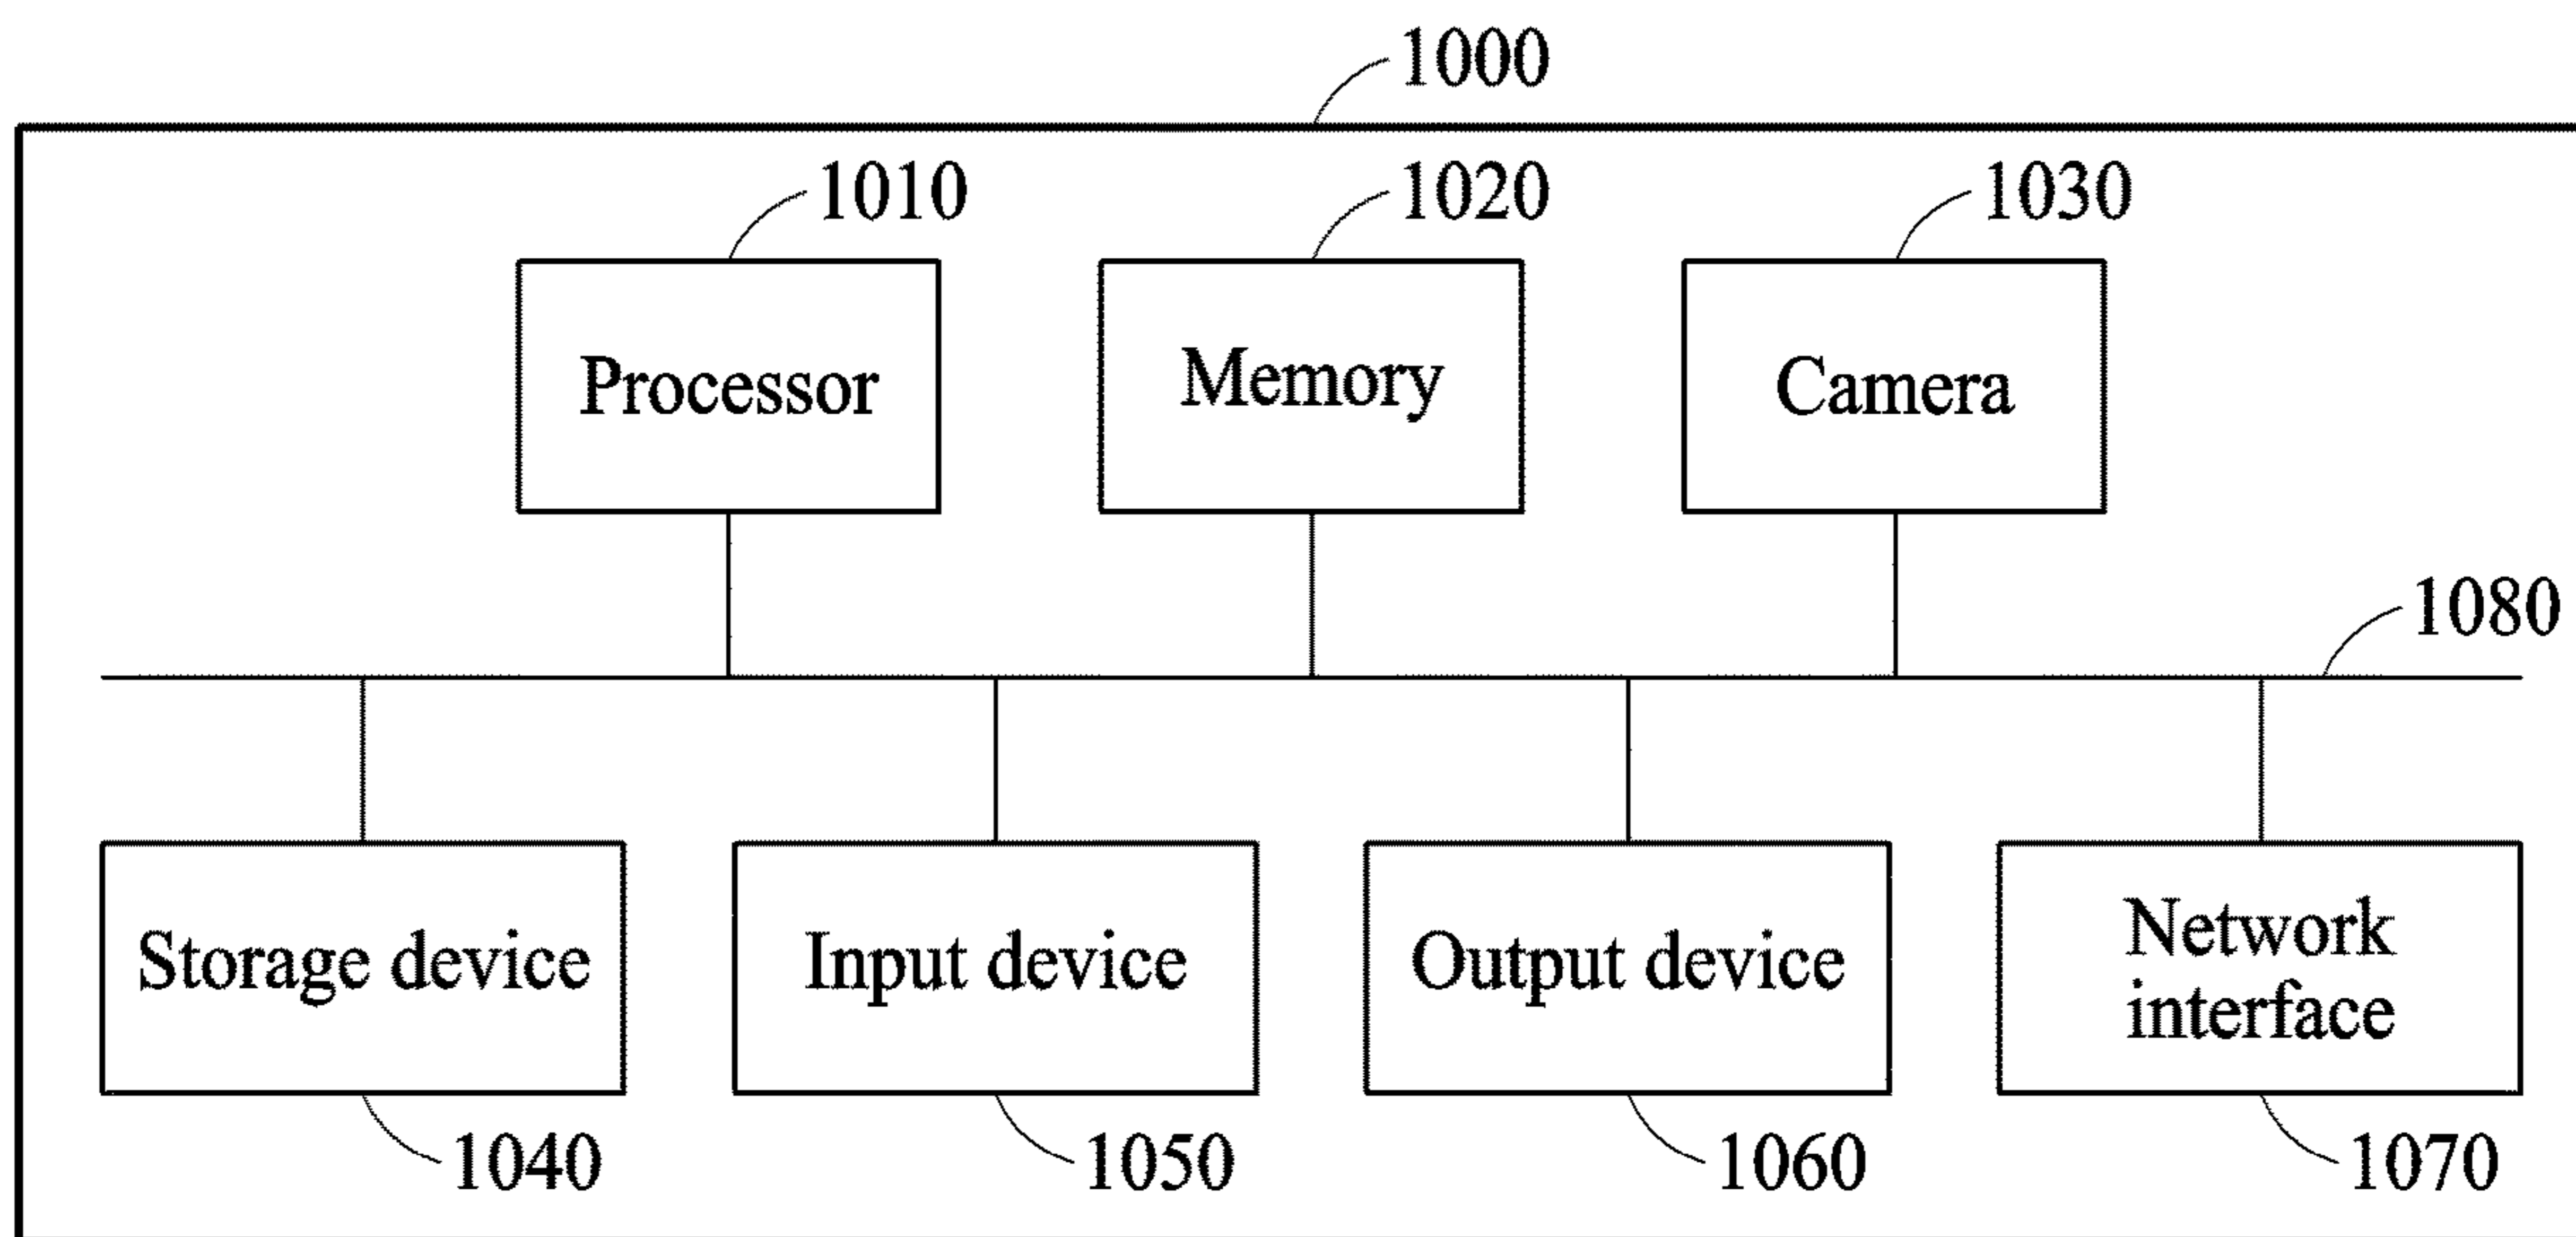 1000
1010
1020
1030
Processor
Memory
Camera
1080
Storage device
Input device
Output device
Network
interface
1040
1050
1060
1070